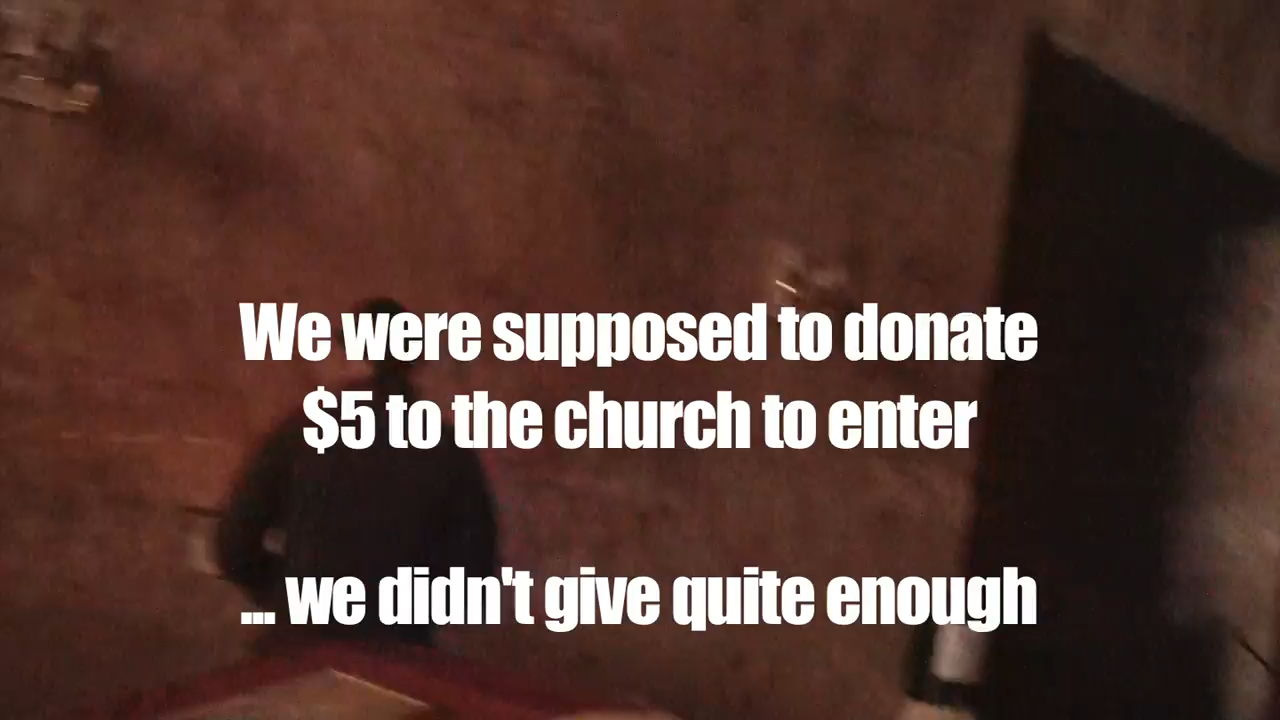 We were supposed to donate
$5 to the church to enter
... we didn't give quite enough